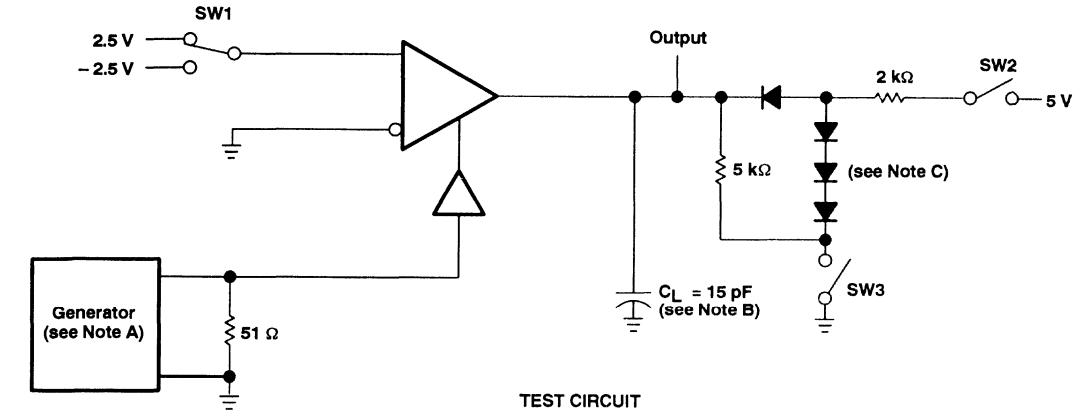 SW1
2.5 V
− 2.5 V
Output
2 kΩ
SW2
5 V
5 kΩ
(see Note C)
SW3
CL = 15 pF
(see Note B)
Generator
(see Note A)
51 Ω
TEST CIRCUIT